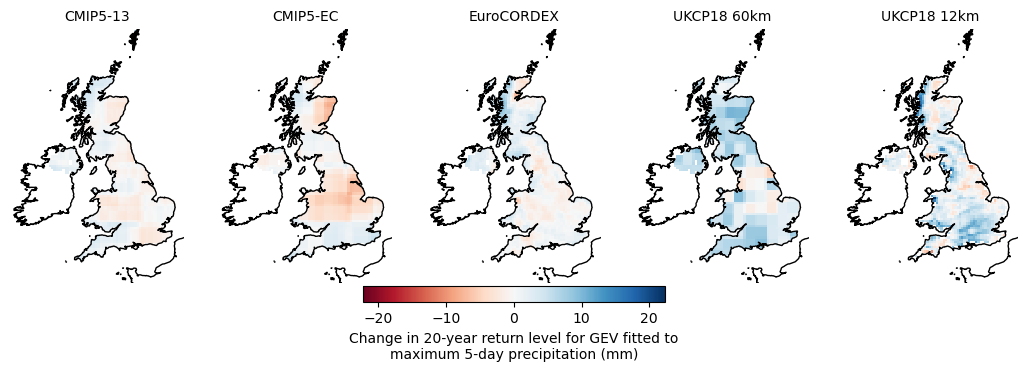 CMIP5-13
CMIP5-EC
EuroCORDEX
UKCP18 60km
UKCP18 12km
−20
−10
0
10
20
Change in 20-year return level for GEV fitted to
maximum 5-day precipitation (mm)